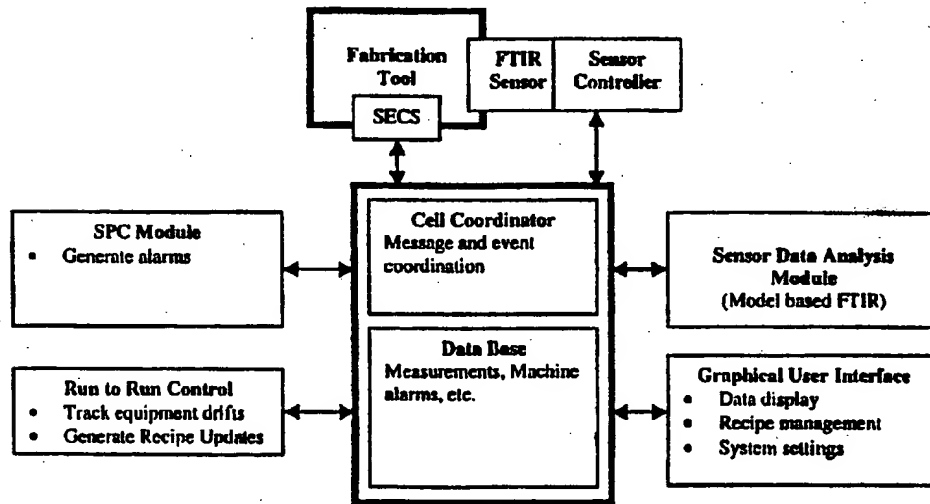 Fabrication
Tool
SECS
FTIR
Sensor
Sensor
Controller
SPC Module
• Generate alarms
Cell Coordinator
Message and event
coordination
Sensor Data Analysis
Module
(Model based FTIR)
Run to Run Control
• Track equipment drifts
• Generate Recipe Updates
Data Base
Measurements, Machine
alarms, etc.
Graphical User Interface
• Data display
• Recipe management
• System settings